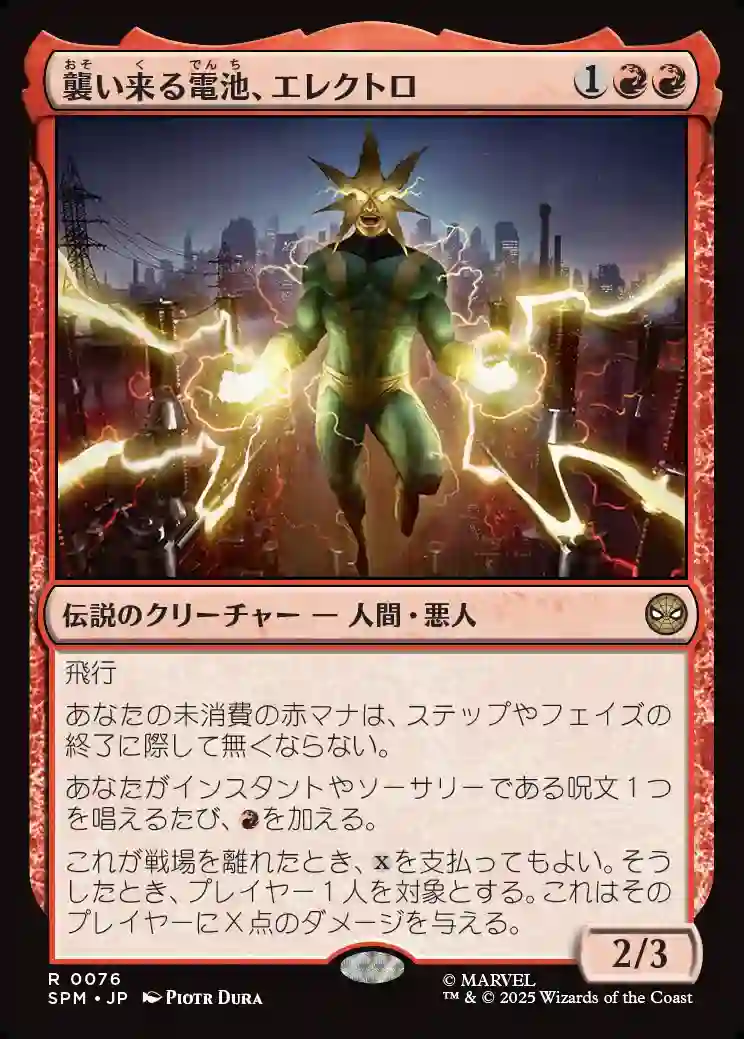 襲い来る電池、エレクトロ 1
伝説のクリーチャー — 人間・悪人
飛行
あなたの未消費の赤マナは、ステップやフェイズの
終了に際して無くならない。
あなたがインスタントやソーサリーである呪文1つ
を唱えるたび、を加える。
これが戦場を離れたとき、xを支払ってもよい。そう
したとき、プレイヤー1人を対象とする。これはその
プレイヤーにX点のダメージを与える。
2/3
R 0076
SPM • JP Piotr Dura
© MARVEL
™ & © 2025 Wizards of the Coast